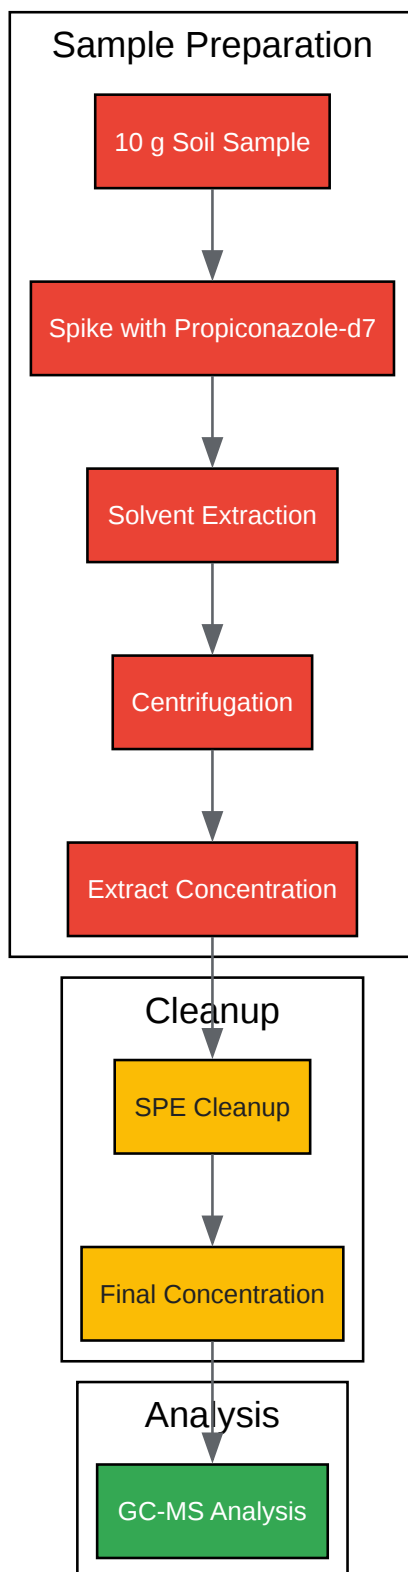 Sample Preparation
10 g Soil Sample
Spike with Propiconazole-d7
Solvent Extraction
Centrifugation
Extract Concentration
Cleanup
SPE Cleanup
Final Concentration
Analysis
GC-MS Analysis